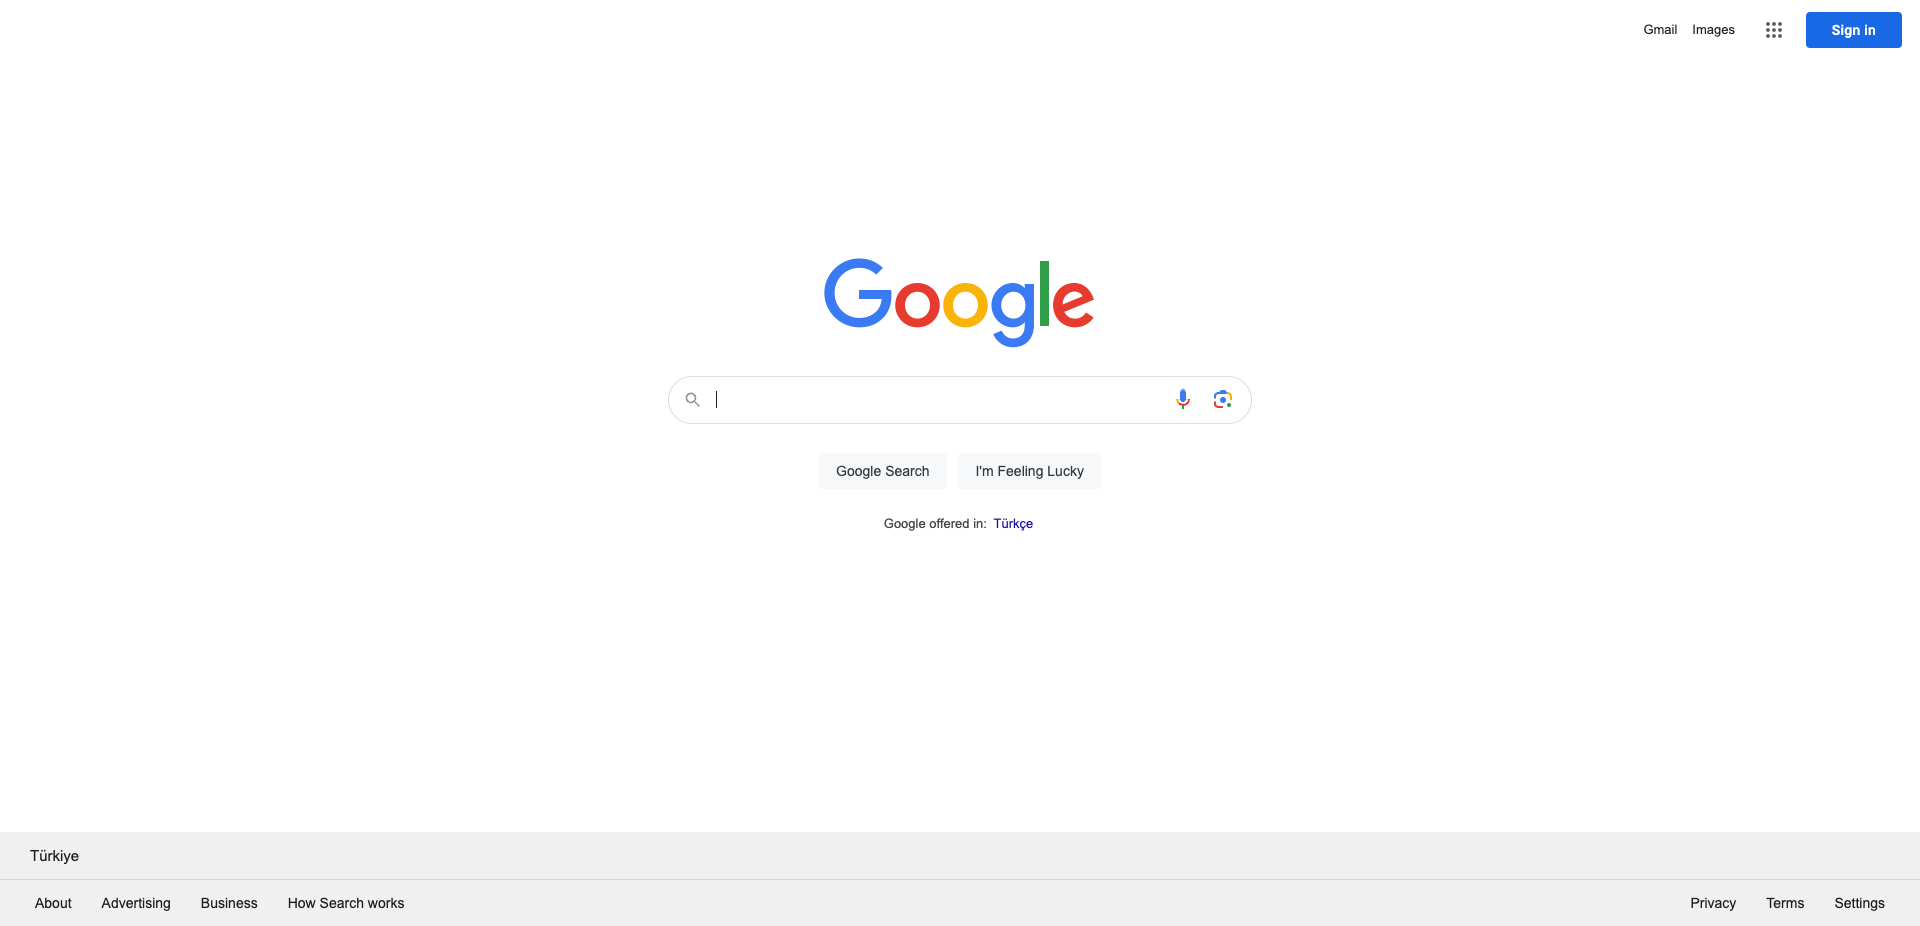 Gmail Images Sign in
Google
Google Search I'm Feeling Lucky
Google offered in: Türkçe
Türkiye
About Advertising Business How Search works Privacy Terms Settings